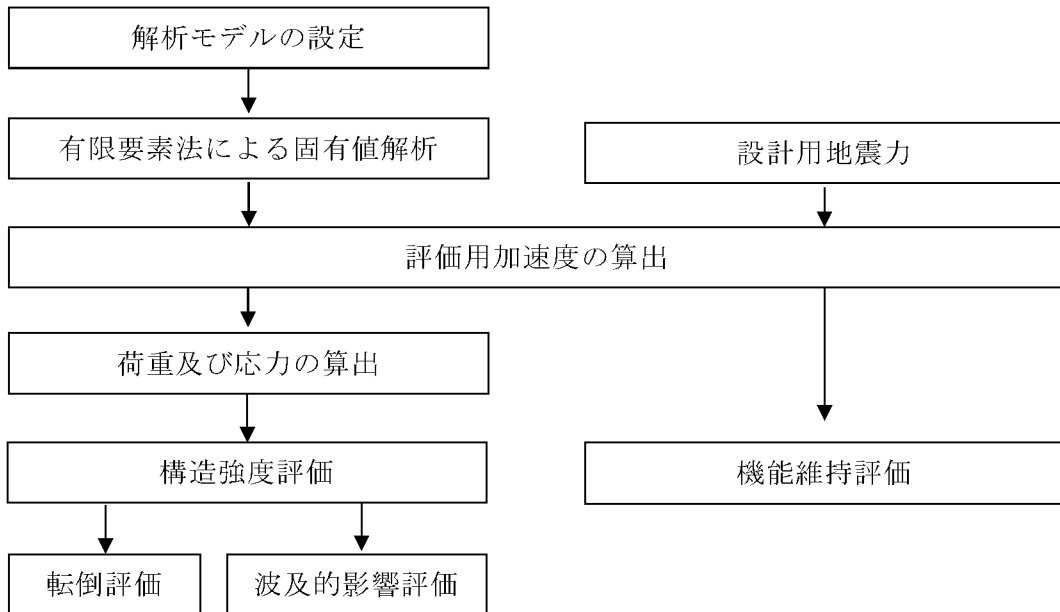 解析モデルの設定
有限要素法による固有値解析
設計用地震力
評価用加速度の算出
荷重及び応力の算出
構造強度評価
機能維持評価
転倒評価
波及的影響評価